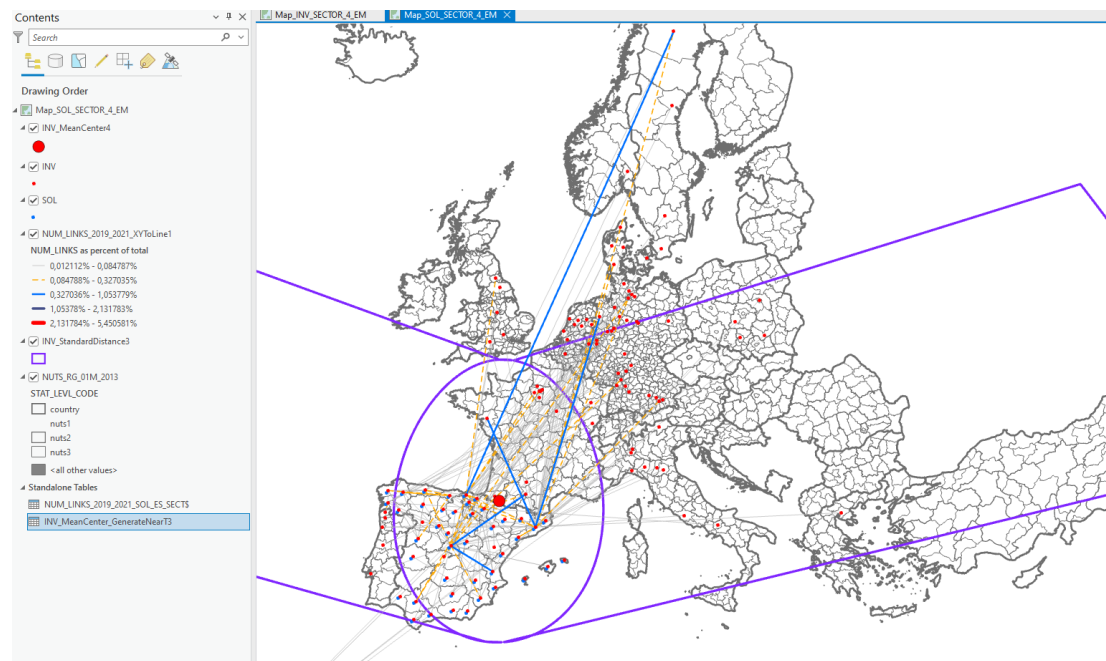 Contents
Map_INV_SECTOR_4_EM
Map_SOL_SECTOR_4_EM
Search
Drawing Order
Map_SOL_SECTOR_4_EM
INV_MeanCenter4
INV
SOL
NUM_LINKS_2019_2021_XYToLine1
NUM_LINKS as percent of total
0,012112% - 0,084787%
0,084788% - 0,327035%
0,327036% - 1,053779%
1,05378% - 2,131783%
2,131784% - 5,450581%
INV_StandardDistance3
NUTS_RG_01M_2013
STAT_LEVL_CODE
country
nuts1
nuts2
nuts3
<all other values>
Standalone Tables
NUM_LINKS_2019_2021_SOL_ES_SECT$
INV_MeanCenter_GenerateNearT3